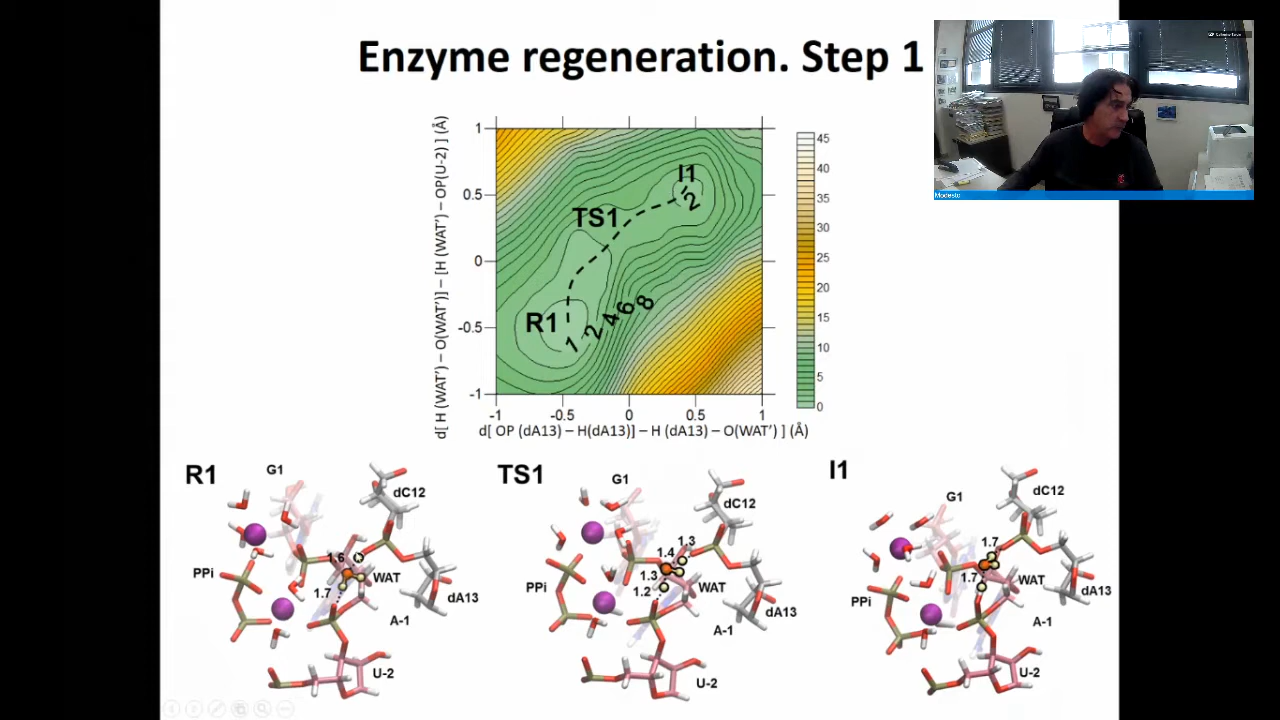 Enzyme regeneration. Step 1
Modesto
d[ H (WAT') – O(WAT')] – [H (WAT') – OP(U-2) ] (Å)
1
0.5
0
-0.5
-1
I1
2
TS1
R1
1
2
4
6
8
45
40
35
30
25
20
15
10
5
0
-1
-0.5
0
0.5
1
d[ OP (dA13) – H(dA13)] – H (dA13) – O(WAT') ] (Å)
R1
G1
dC12
1.6
PPi
WAT
1.7
dA13
A-1
U-2
TS1
G1
dC12
1.3
1.4
1.3
PPi
WAT
1.2
dA13
A-1
U-2
I1
G1
dC12
1.7
1.7
WAT
PPi
dA13
A-1
U-2